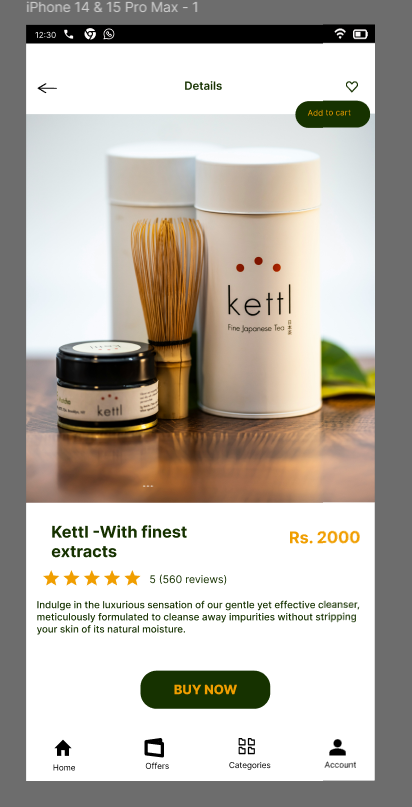 iPhone 14 & 15 Pro Max - 1
12:30
Details
Add to cart
kettl
Fine Japanese Tea
kettl
Kettl -With finest
extracts
Rs. 2000
5 (560 reviews)
Indulge in the luxurious sensation of our gentle yet effective cleanser,
meticulously formulated to cleanse away impurities without stripping
your skin of its natural moisture.
BUY NOW
Home
Offers
Categories
Account